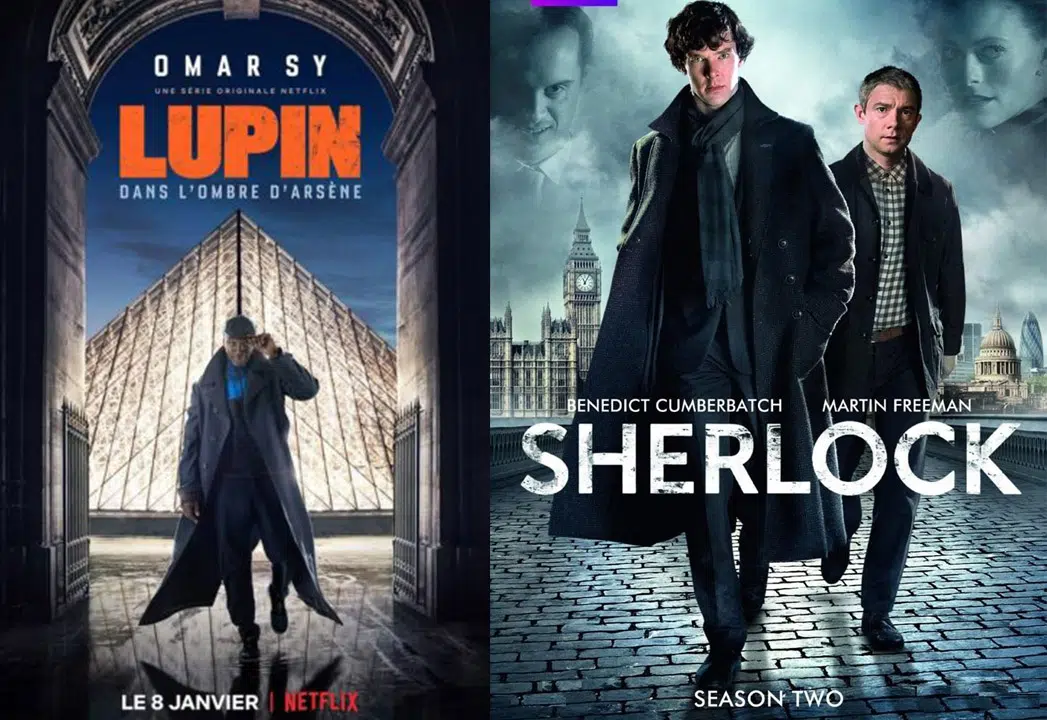 OMAR SY
UNE SÉRIE ORIGINALE NETFLIX
LUPIN
DANS L'OMBRE D'ARSÈNE
LE 8 JANVIER | NETFLIX
BENEDICT CUMBERBATCH MARTIN FREEMAN
SHERLOCK
SEASON TWO